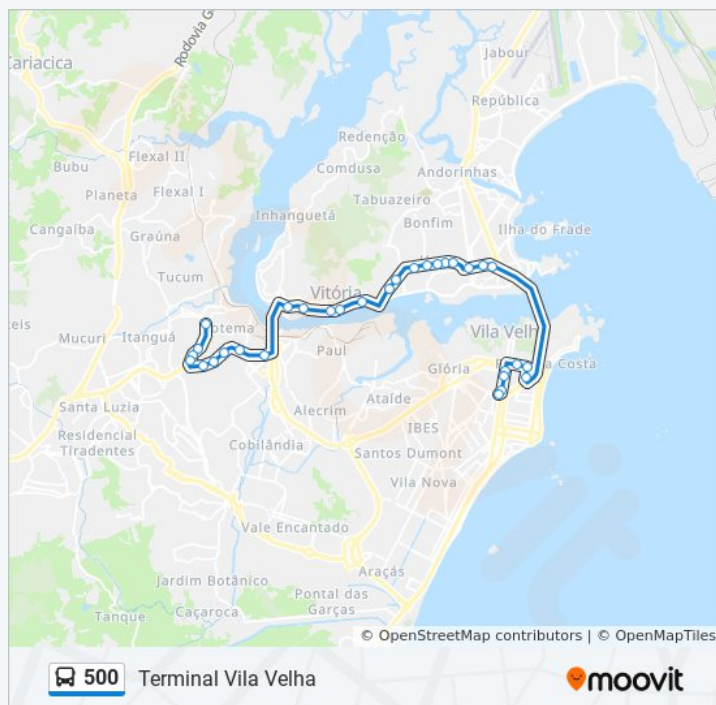 Rodovia G
Jabour
Cariacica
República
Redenção
Flexal II
Comdusa
Andorinhas
Bubu
Tabuazeiro
Planeta
Flexal I
Inhanguetá
Bonfim
Cangaíba
Ilha do Frade
Graúna
Tucum
Vitória
Itanguá
Vila Velh
Mucuri
Paul
Glória
Costa
Santa Luzia
Alecrim
Ataíde
Residencial
Tiradentes
Cobilândia
IBES
Santos Dumont
Vila Nova
Vale Encantado
Araçás
Jardim Botânico
Pontal das
Garças
Tanque
Caçaroca
© OpenStreetMap contributors | © OpenMapTiles
500 Terminal Vila Velha
moovit